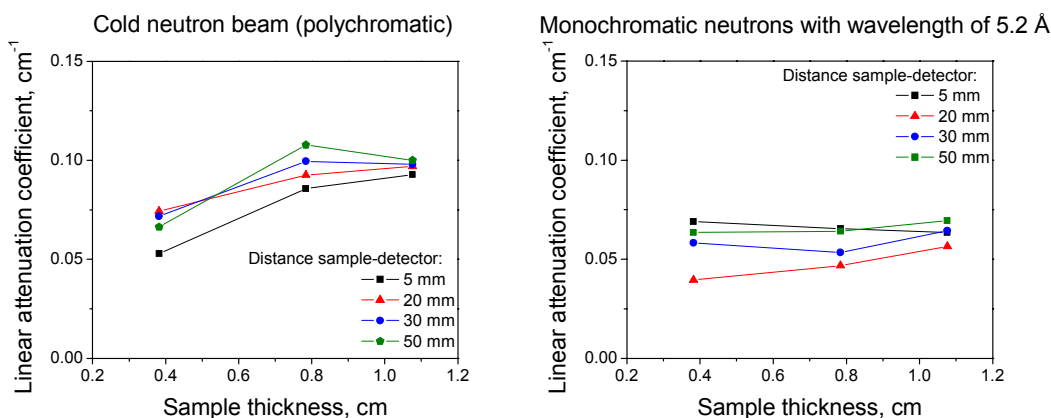 Cold neutron beam (polychromatic)
Linear attenuation coefficient, cm-1
0.15
0.10
0.05
0.00
Distance sample-detector:
5 mm
20 mm
30 mm
50 mm
0.2 0.4 0.6 0.8 1.0 1.2
Sample thickness, cm
Monochromatic neutrons with wavelength of 5.2 Å
Linear attenuation coefficient, cm-1
0.15
0.10
0.05
0.00
Distance sample-detector:
5 mm
20 mm
30 mm
50 mm
0.2 0.4 0.6 0.8 1.0 1.2
Sample thickness, cm